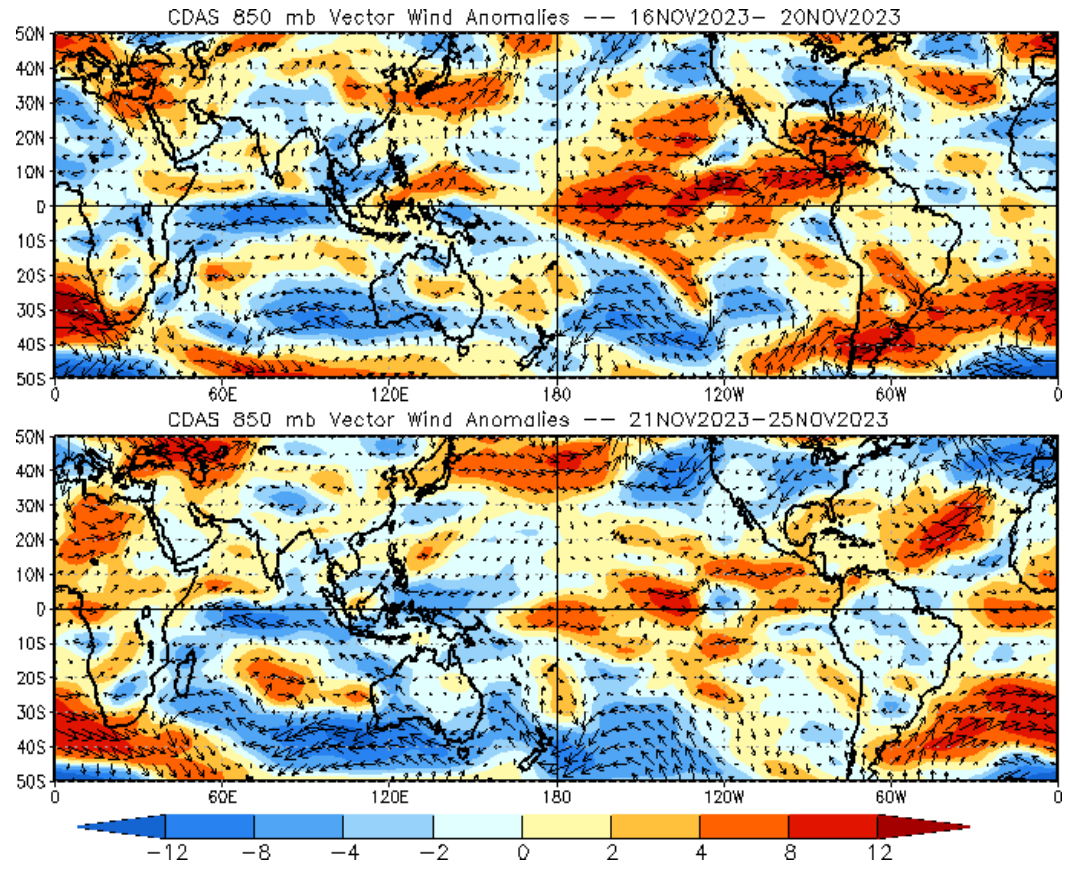 CDAS 850 mb Vector Wind Anomalies -- 16NOV2023- 20NOV2023
50N
40N
30N
20N
10N
0
10S
20S
30S
40S
50S
0 60E 120E 180 120W 60W 0
CDAS 850 mb Vector Wind Anomalies -- 21NOV2023-25NOV2023
50N
40N
30N
20N
10N
0
10S
20S
30S
40S
50S
0 60E 120E 180 120W 60W 0
-12 -8 -4 -2 0 2 4 8 12